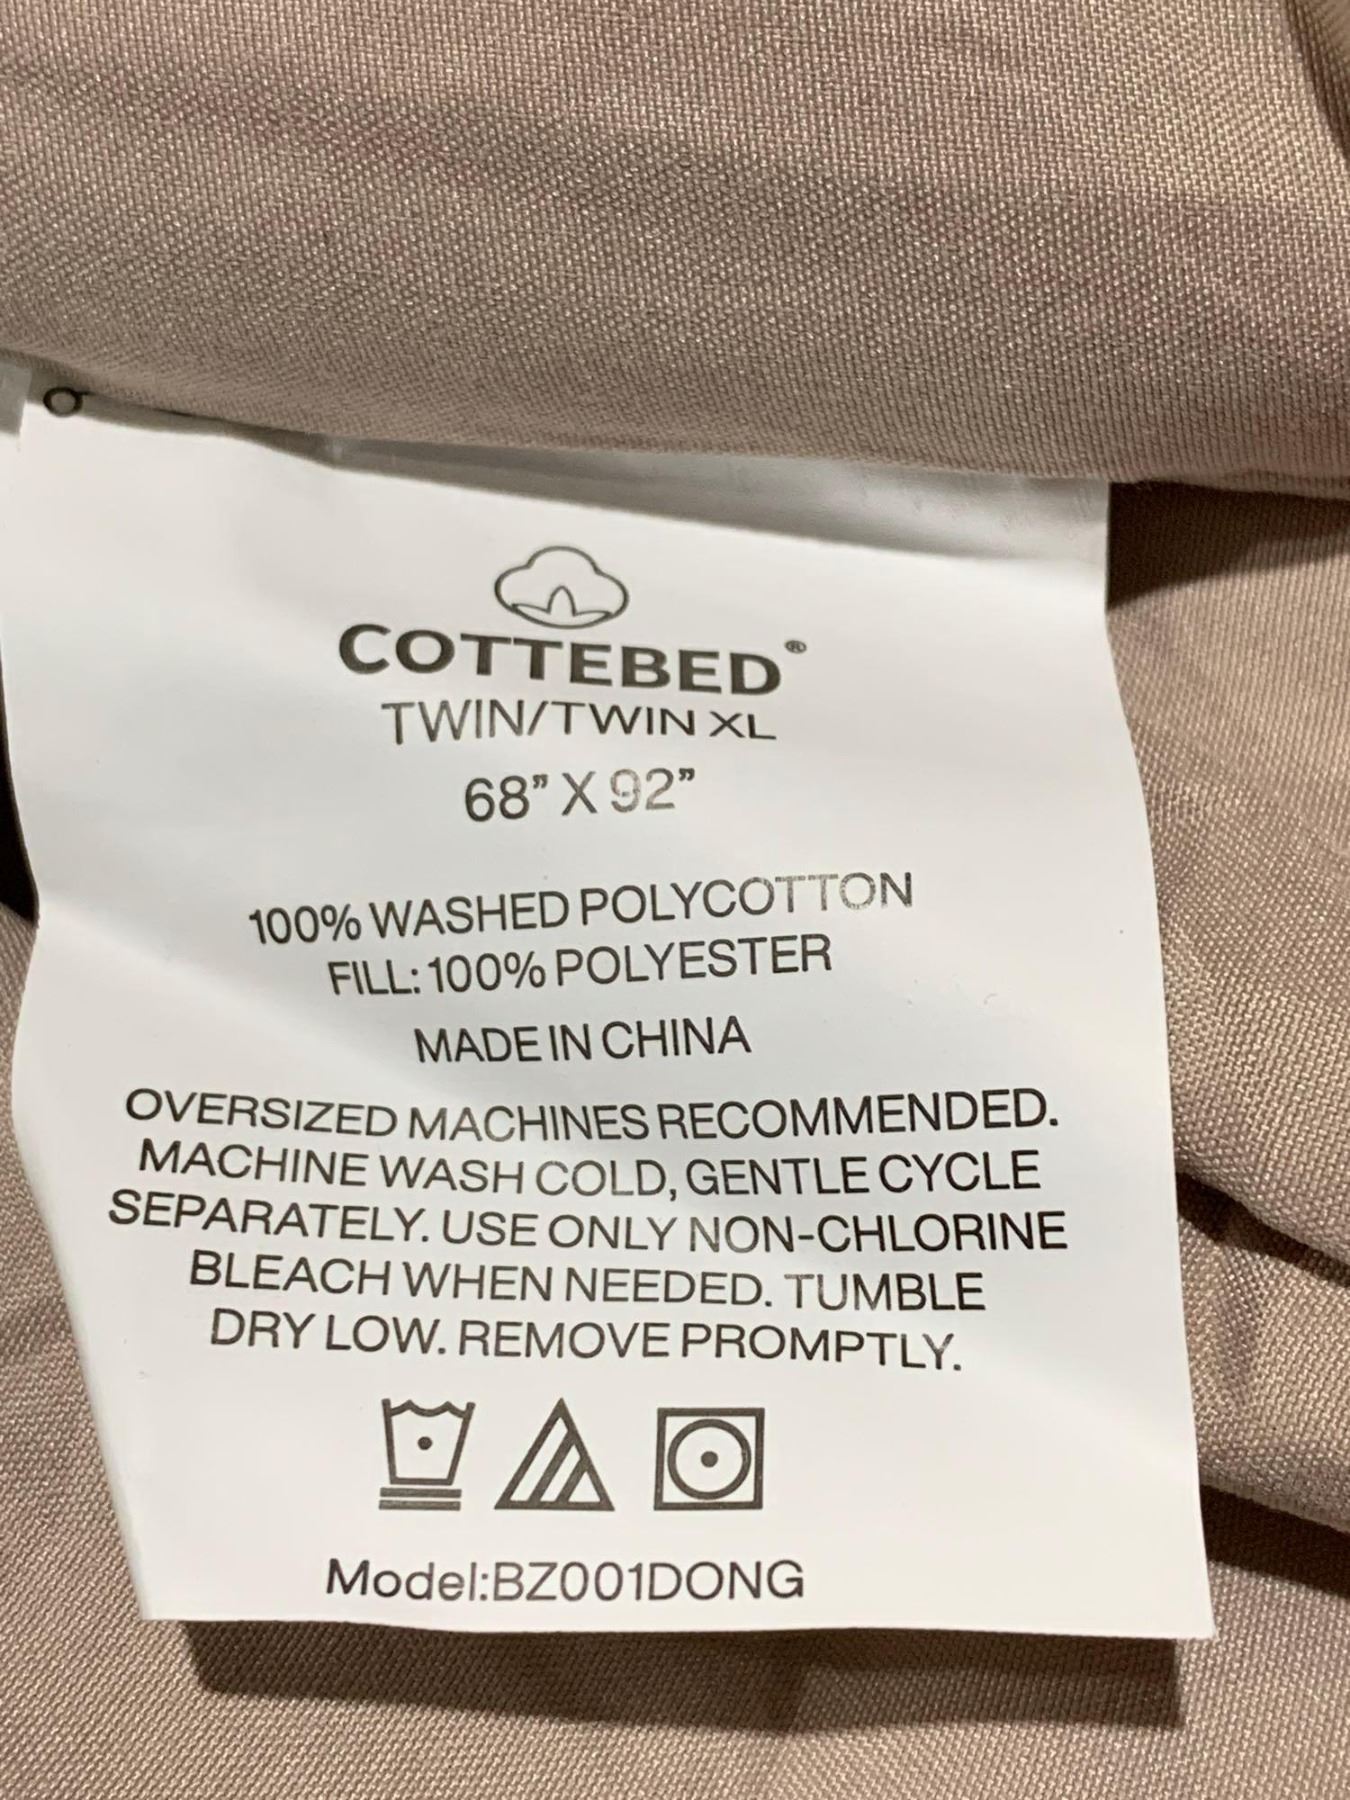 COTTEBED®
TWIN/TWIN XL
68" X 92"
100% WASHED POLYCOTTON
FILL: 100% POLYESTER
MADE IN CHINA
OVERSIZED MACHINES RECOMMENDED.
MACHINE WASH COLD, GENTLE CYCLE
SEPARATELY. USE ONLY NON-CHLORINE
BLEACH WHEN NEEDED. TUMBLE
DRY LOW. REMOVE PROMPTLY.
Model:BZ001DONG